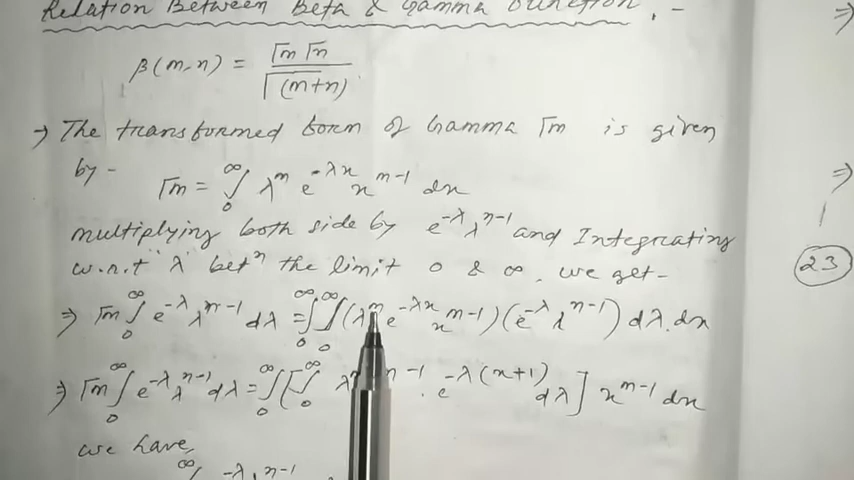 Relation Between Beta & Gamma Function. -
β(m,n) = Γm Γn / Γ(m+n)
→ The transformed form of Gamma Γm is given
by - Γm = ∫₀^∞ λ^m e^{-λx} x^{m-1} dx
multiplying both side by e^{-λ} λ^{n-1} and Integrating
w.r.t "λ" betⁿ the limit 0 & ∞, we get-
⇒ Γm ∫₀^∞ e^{-λ} λ^{n-1} dλ = ∫₀^∞ ∫₀^∞ (λ^m e^{-λx} x^{m-1}) (e^{-λ} λ^{n-1}) dλ.dx
⇒ Γm ∫₀^∞ e^{-λ} λ^{n-1} dλ = ∫₀^∞ [∫₀^∞ λ n-1 . e^{-λ(x+1)} dλ] x^{m-1} dx
we have,
∫^∞ -λ λ^{n-1}
⇒
⇒
23